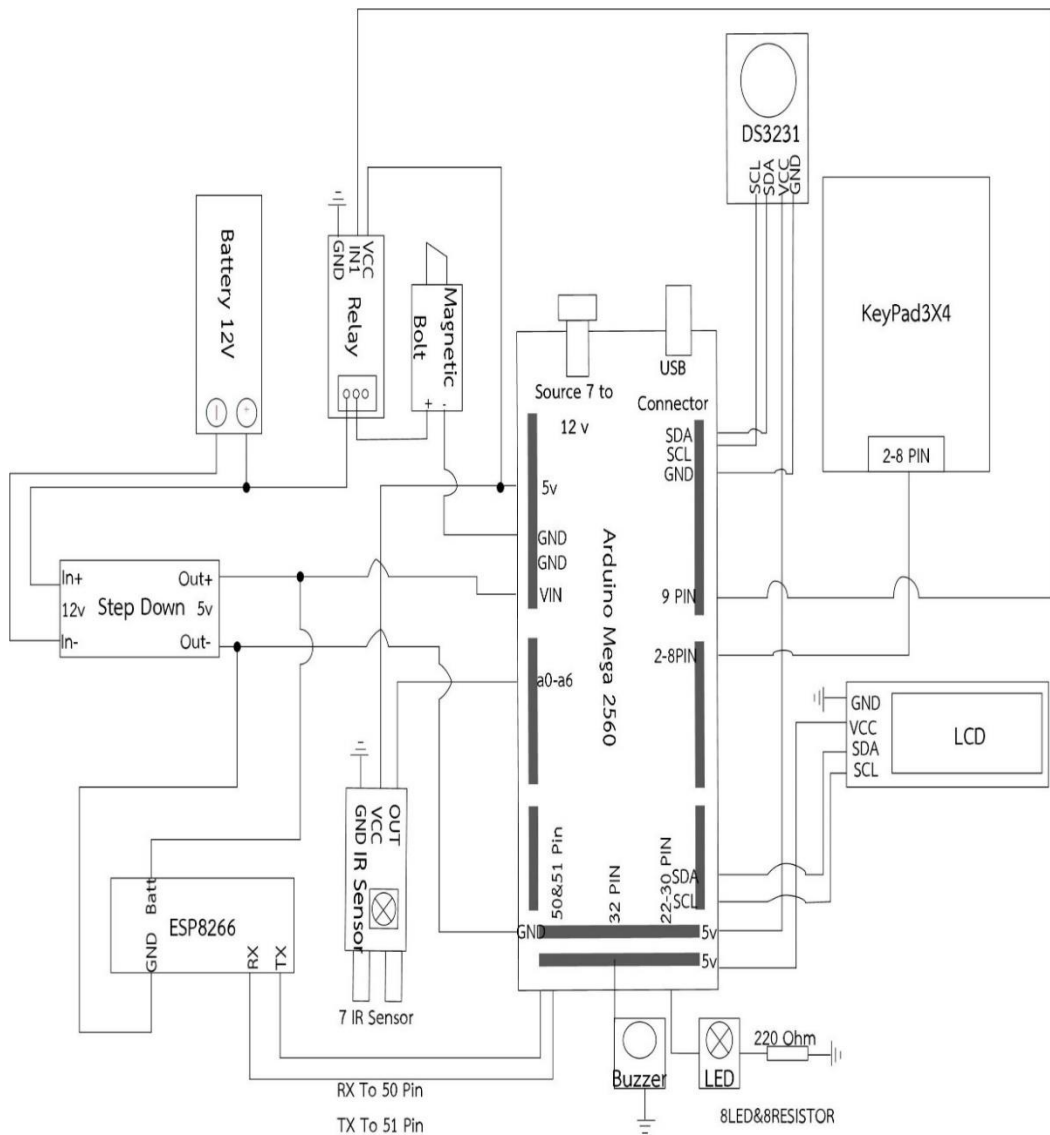 DS3231
SCL
SDA
VCC
GND
KeyPad3X4
2-8 PIN
Battery 12V
-
+
GND
IN1
VCC
Relay
Magnetic
Bolt
+
-
USB
Source 7 to
12 v
Connector
SDA
SCL
GND
5v
GND
GND
VIN
Arduino Mega 2560
9 PIN
2-8PIN
a0-a6
In+
Out+
12v
Step Down
5v
In-
Out-
GND
VCC
SDA
SCL
LCD
GND
VCC
OUT
IR Sensor
7 IR Sensor
50&51 Pin
32 PIN
22-30 PIN
SDA
SCL
GND
5v
5v
Batt
GND
ESP8266
RX
TX
RX To 50 Pin
TX To 51 Pin
Buzzer
LED
220 Ohm
8LED&8RESISTOR